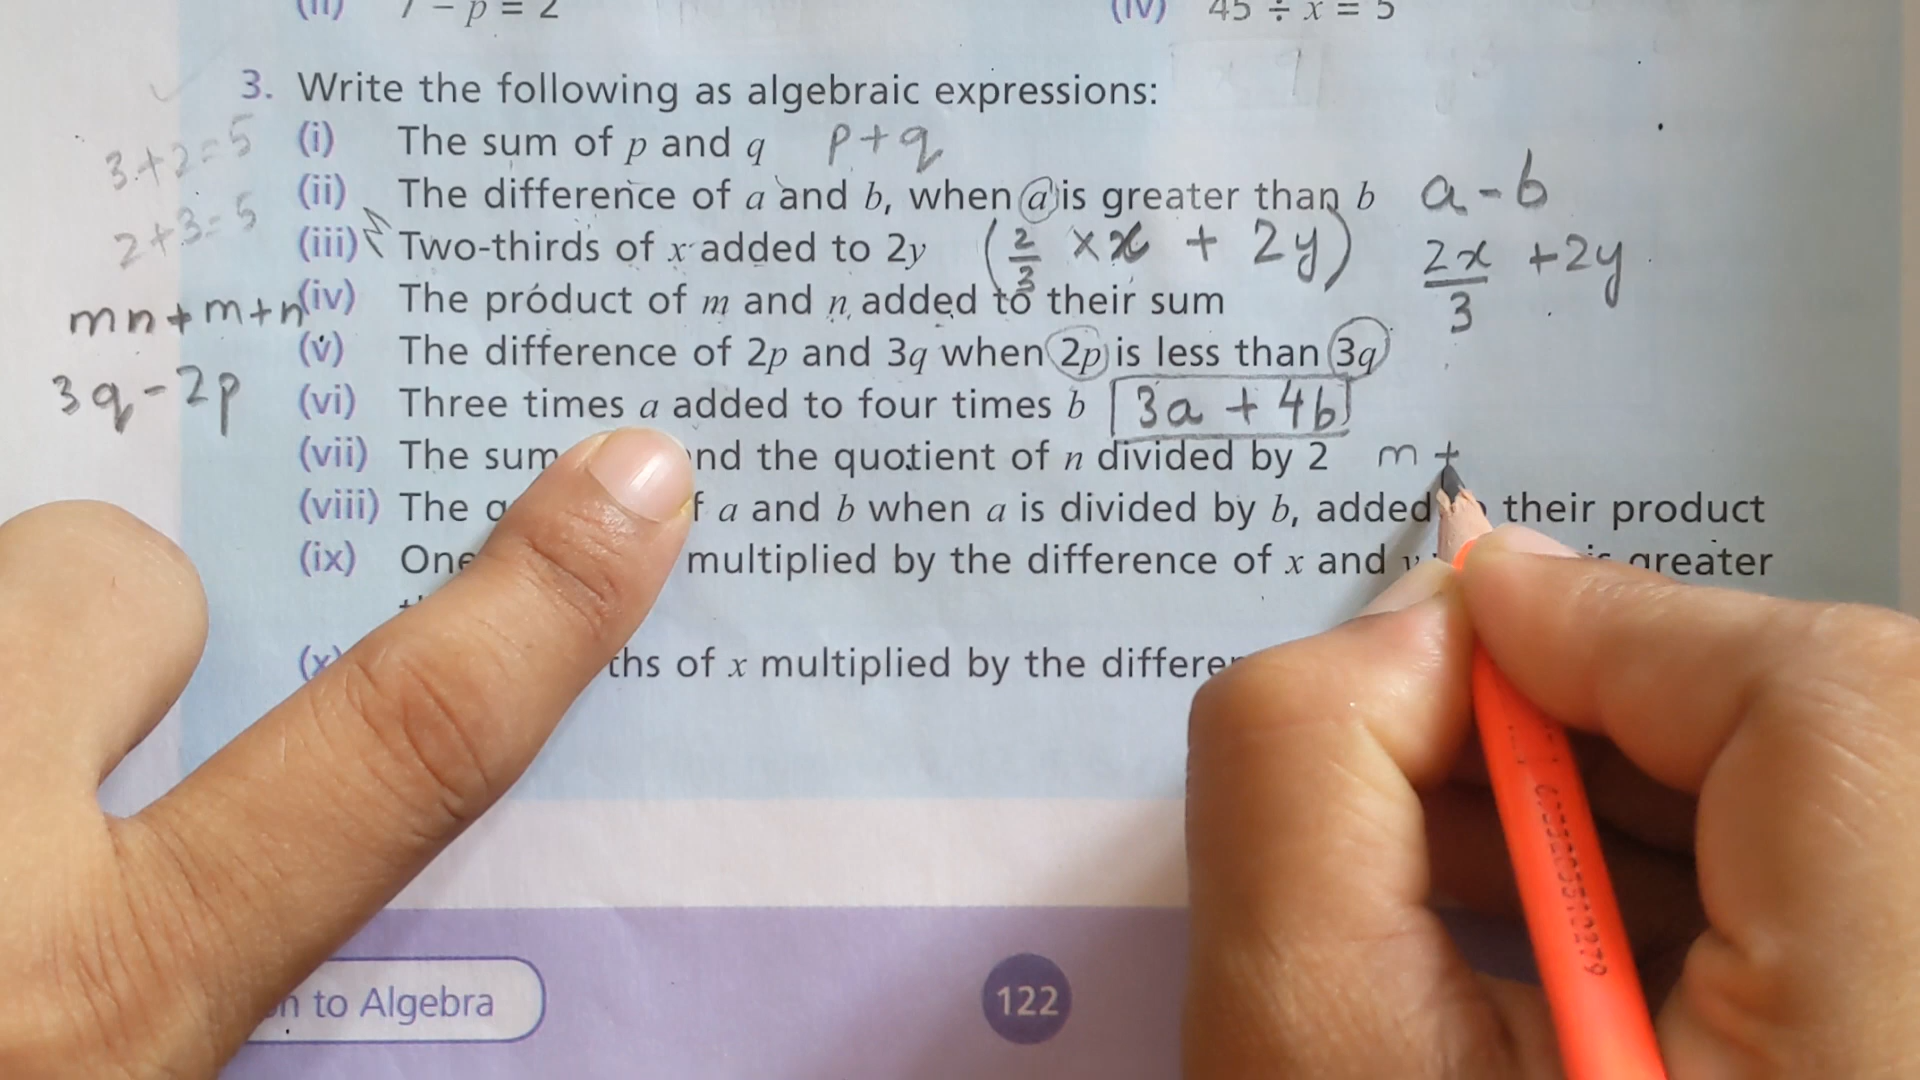 (ii) 7 − p = 2 (iv) 45 ÷ x = 5
3. Write the following as algebraic expressions:
3+2=5
(i) The sum of p and q p+q
(ii) The difference of a and b, when a is greater than b a-b
2+3=5
(iii) Two-thirds of x added to 2y (2/3 × x + 2y) 2x/3 +2y
mn+m+n (iv) The product of m and n added to their sum
(v) The difference of 2p and 3q when 2p is less than 3q
3q-2p (vi) Three times a added to four times b 3a + 4b
(vii) The sum and the quotient of n divided by 2 m +
(viii) The a and b when a is divided by b, added their product
(ix) One multiplied by the difference of x and greater
(x) of x multiplied by the
to Algebra
122